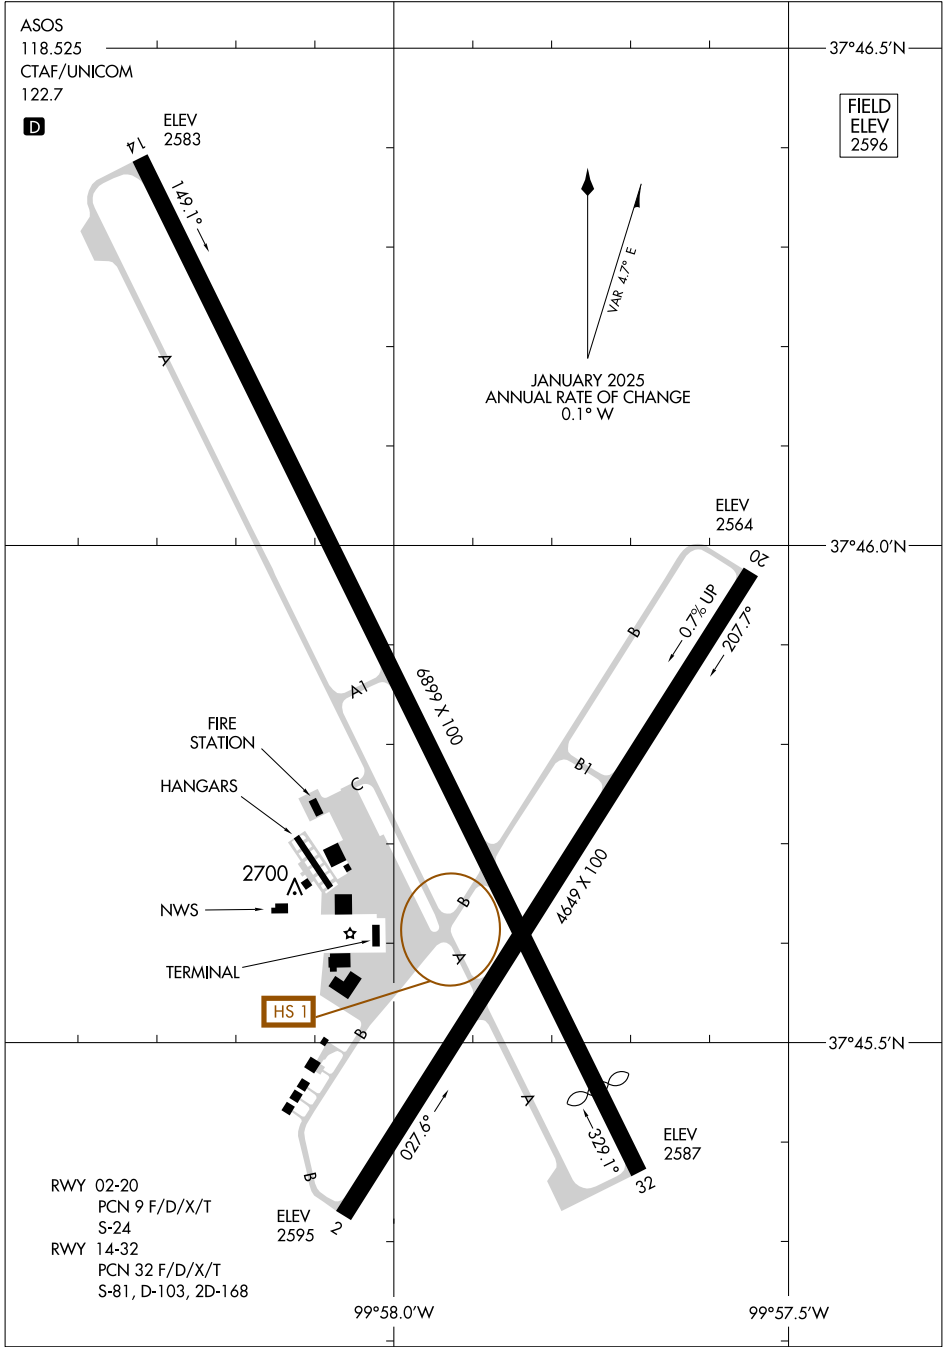 ASOS
118.525
CTAF/UNICOM
122.7
D
37°46.5'N
FIELD
ELEV
2596
ELEV
2583
14
149.1°
VAR 4.7° E
JANUARY 2025
ANNUAL RATE OF CHANGE
0.1° W
A
ELEV
2564
37°46.0'N
20
0.7% UP
207.7°
B
A1
6899 X 100
FIRE
STATION
B1
HANGARS
C
4649 X 100
2700
B
NWS
A
TERMINAL
HS 1
B
37°45.5'N
A
027.6°
329.1°
ELEV
2587
32
B
ELEV
2595
2
RWY 02-20
PCN 9 F/D/X/T
S-24
RWY 14-32
PCN 32 F/D/X/T
S-81, D-103, 2D-168
99°58.0'W
99°57.5'W